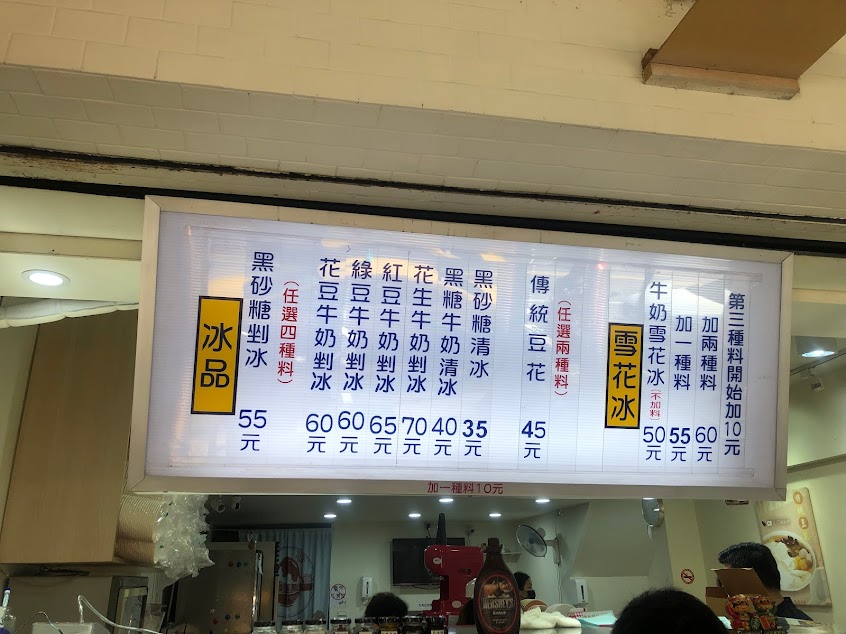 冰品
黑砂糖剉冰
(任選四種料)
55元
花豆牛奶剉冰
60元
綠豆牛奶剉冰
60元
紅豆牛奶剉冰
65元
花生牛奶剉冰
70元
黑糖牛奶清冰
40元
黑砂糖清冰
35元
傳統豆花
(任選兩種料)
45元
雪花冰
牛奶雪花冰(不加料)
50元
加一種料
55元
加兩種料
60元
第三種料開始加10元
加一種料10元
HERSHEY'S